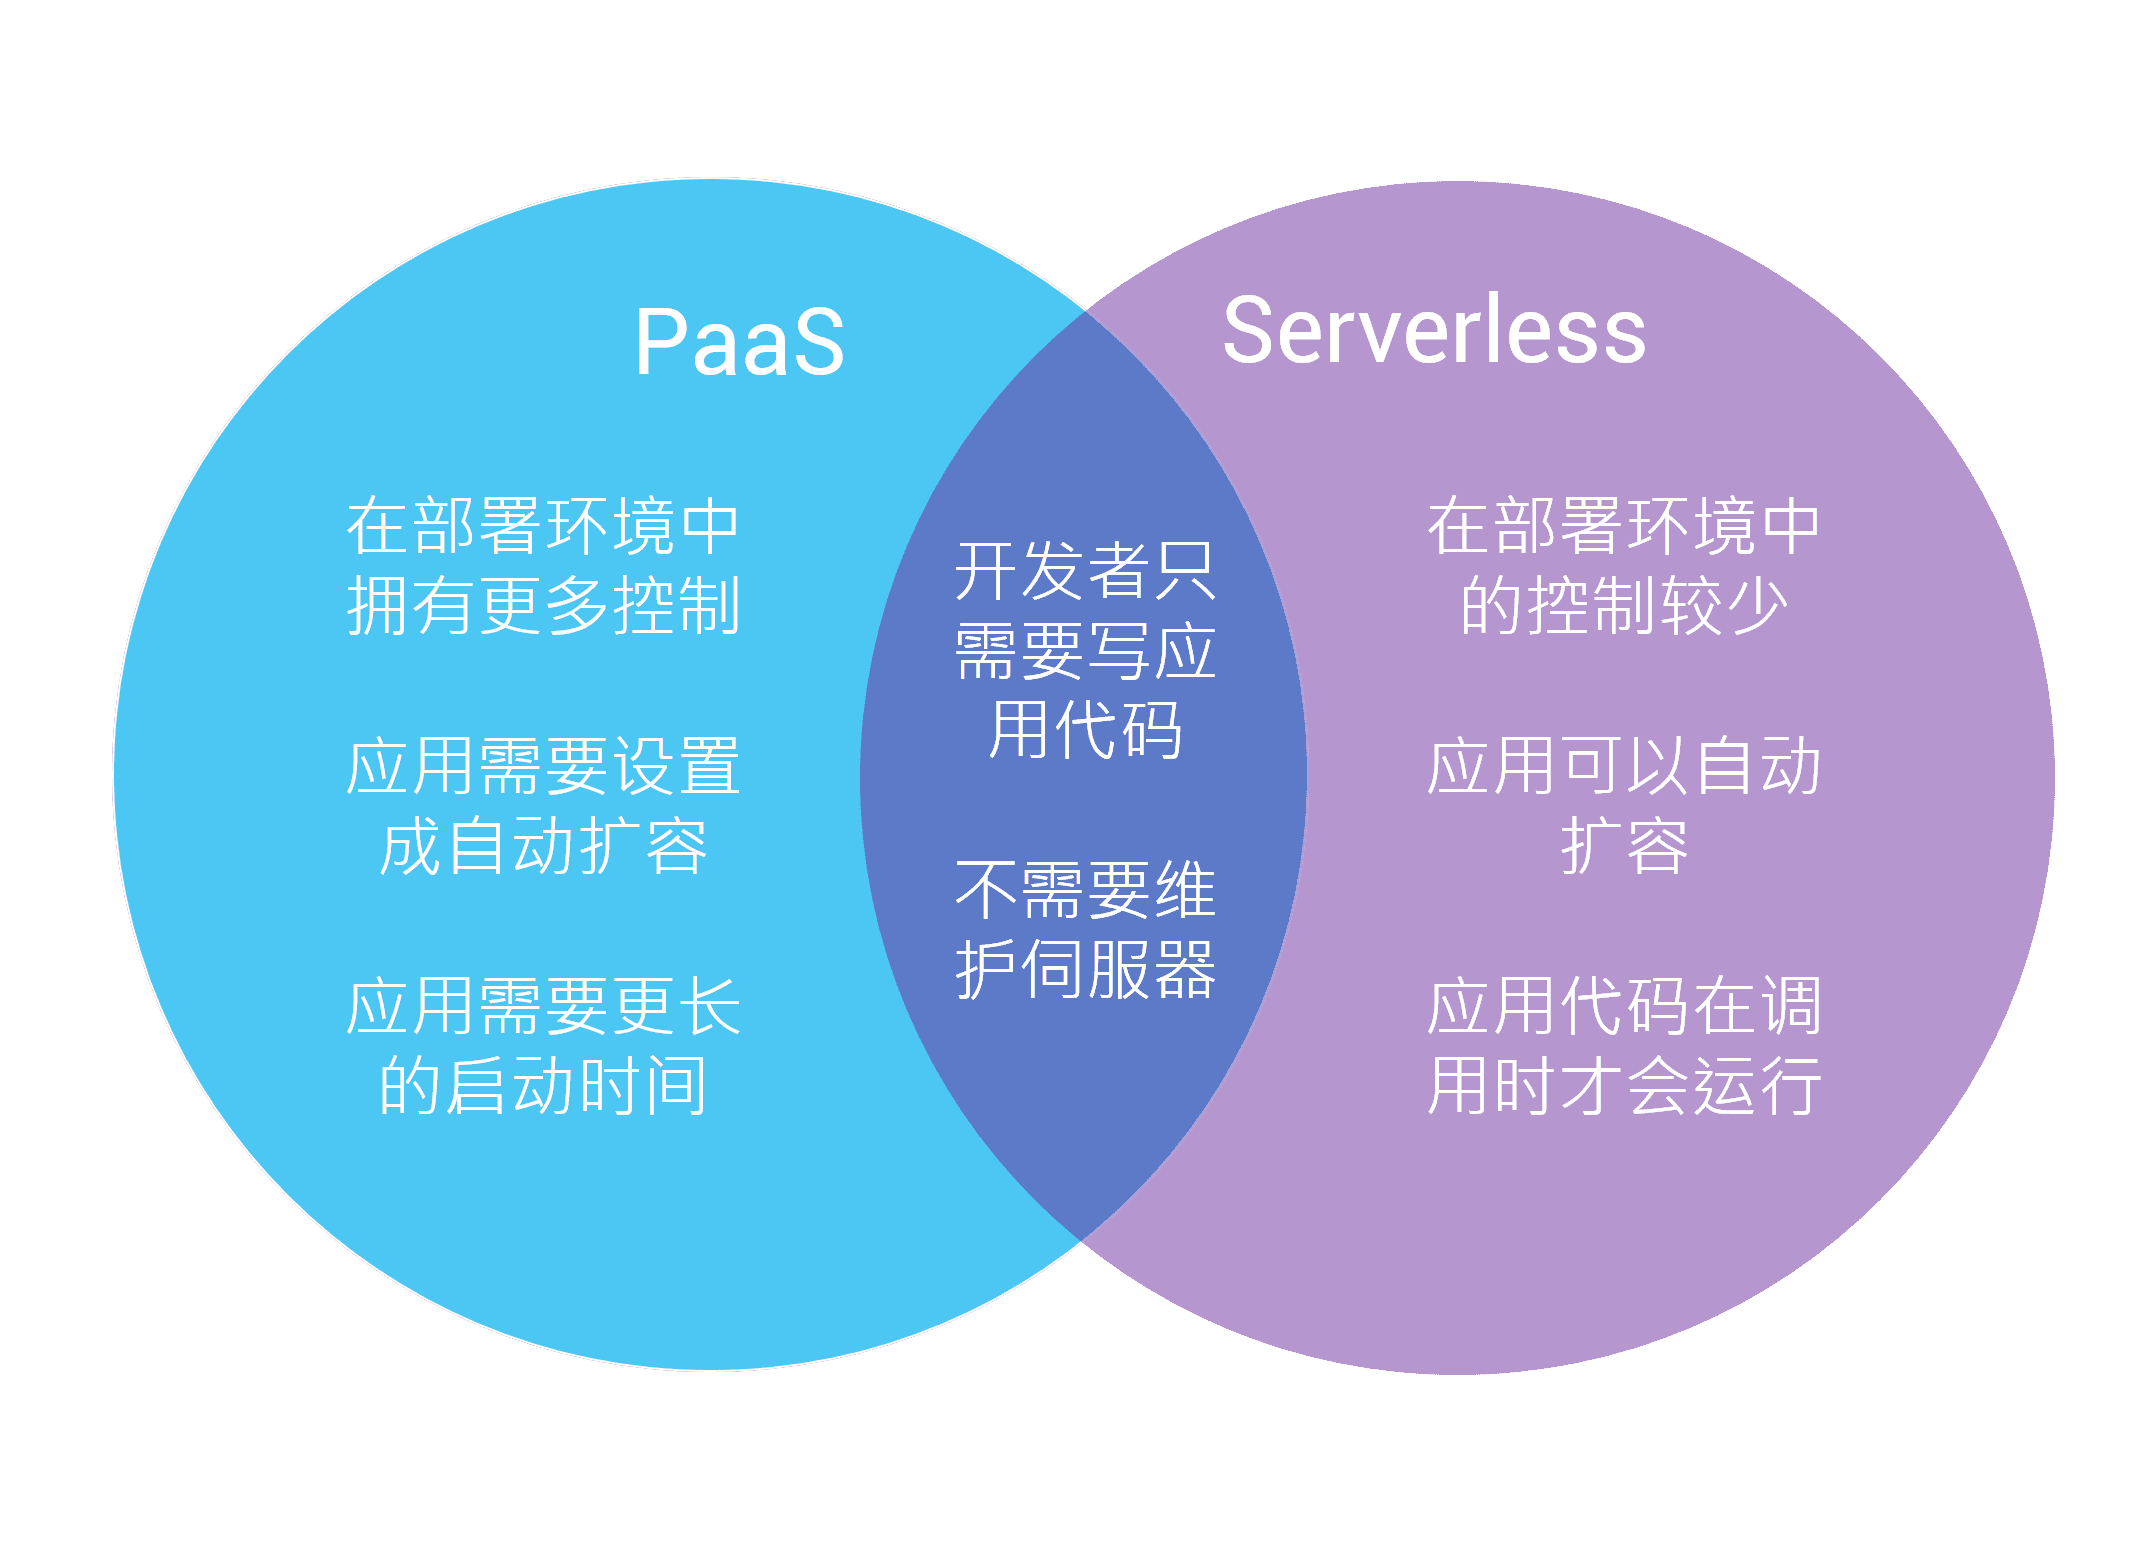 PaaS
在部署环境中
拥有更多控制
应用需要设置
成自动扩容
应用需要更长
的启动时间
开发者只
需要写应
用代码
不需要维
护伺服器
Serverless
在部署环境中
的控制较少
应用可以自动
扩容
应用代码在调
用时才会运行